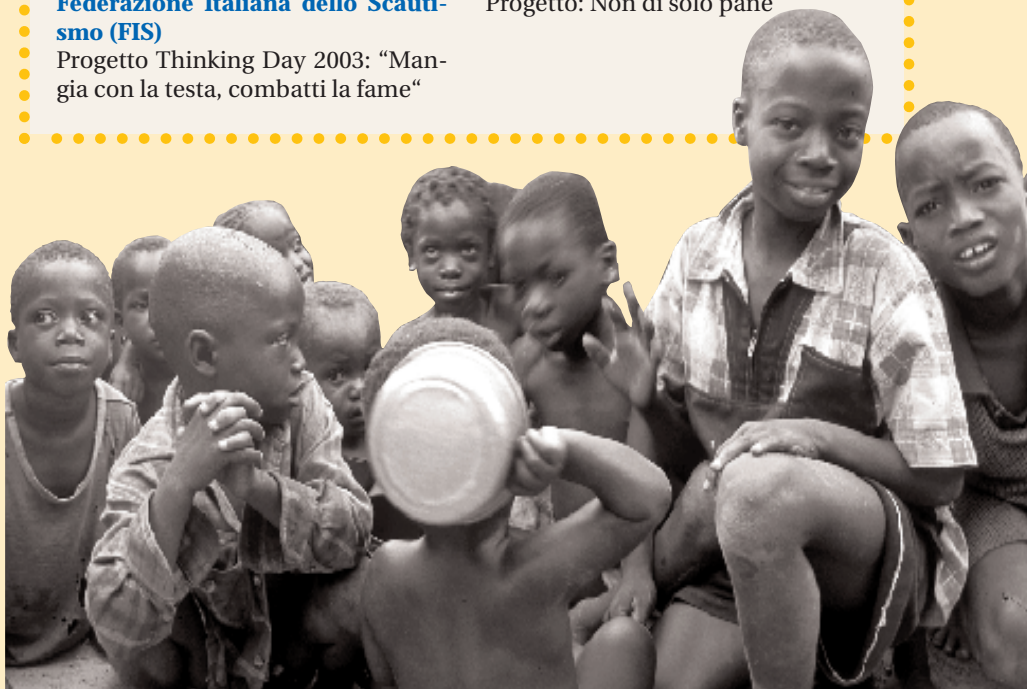 Federazione Italiana dello Scauti-
smo (FIS)
Progetto Thinking Day 2003: “Man-
gia con la testa, combatti la fame“
Progetto: Non di solo pane